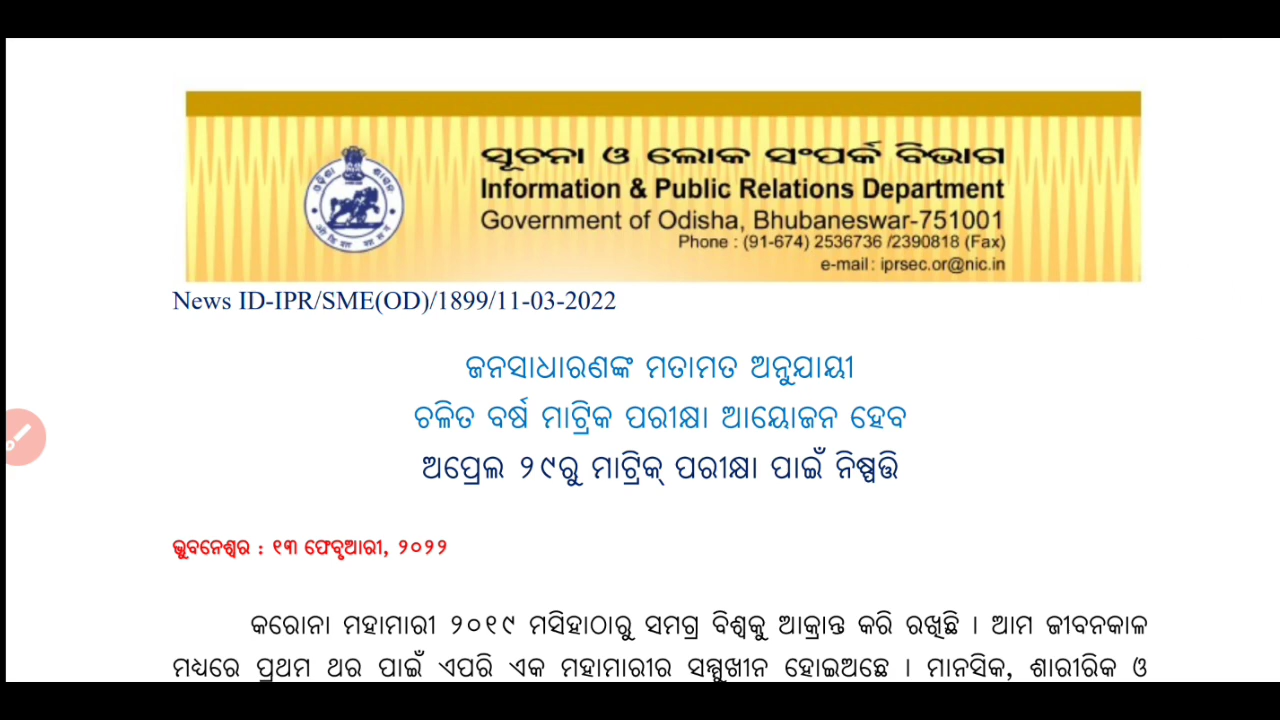 ସୂଚନା ଓ ଲୋକ ସଂପର୍କ ବିଭାଗ
Information & Public Relations Department
Government of Odisha, Bhubaneswar-751001
Phone : (91-674) 2536736 /2390818 (Fax)
e-mail : iprsec.or@nic.in
News ID-IPR/SME(OD)/1899/11-03-2022
ଜନସାଧାରଣଙ୍କ ମତାମତ ଅନୁଯାୟୀ
ଚଳିତ ବର୍ଷ ମାଟ୍ରିକ ପରୀକ୍ଷା ଆୟୋଜନ ହେବ
ଅପ୍ରେଲ ୨୯ରୁ ମାଟ୍ରିକ୍ ପରୀକ୍ଷା ପାଇଁ ନିଷ୍ପତ୍ତି
ଭୁବନେଶ୍ୱର : ୧୩ ଫେବୃଆରୀ, ୨୦୨୨
କରୋନା ମହାମାରୀ ୨୦୧୯ ମସିହାଠାରୁ ସମଗ୍ର ବିଶ୍ୱକୁ ଆକ୍ରାନ୍ତ କରି ରଖିଛି । ଆମ ଜୀବନକାଳ
ମଧ୍ୟରେ ପ୍ରଥମ ଥର ପାଇଁ ଏପରି ଏକ ମହାମାରୀର ସମ୍ମୁଖୀନ ହୋଇଅଛେ । ମାନସିକ, ଶାରୀରିକ ଓ